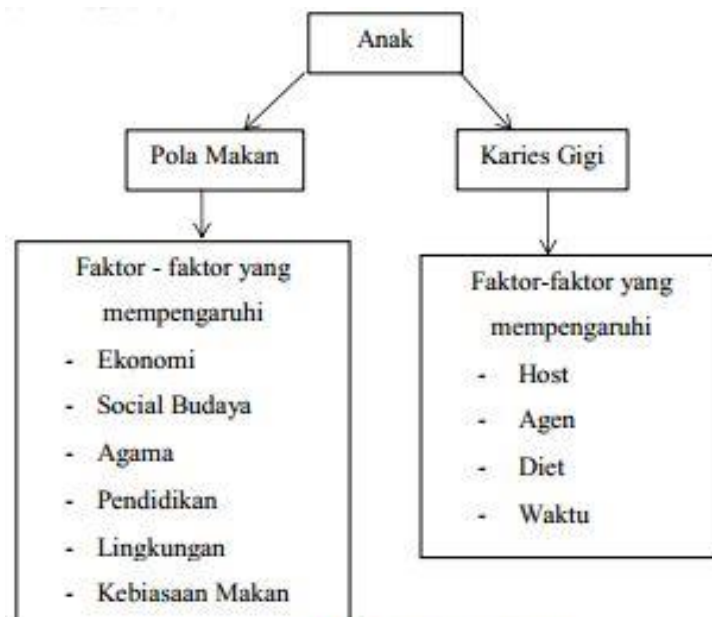 Anak
Pola Makan
Karies Gigi
Faktor - faktor yang
mempengaruhi
- Ekonomi
- Social Budaya
- Agama
- Pendidikan
- Lingkungan
- Kebiasaan Makan
Faktor-faktor yang
mempengaruhi
- Host
- Agen
- Diet
- Waktu